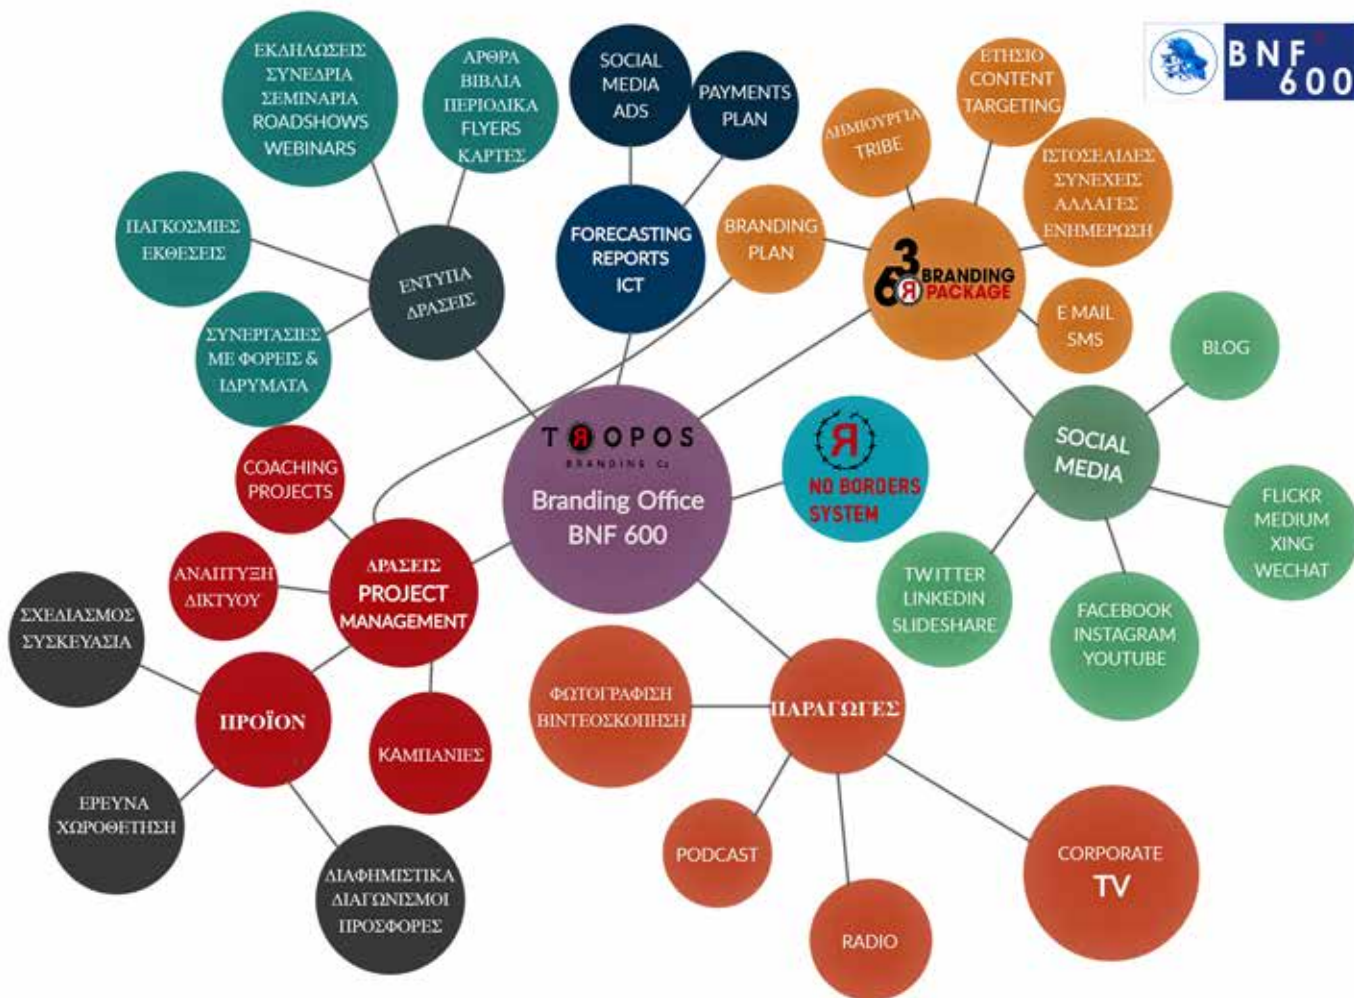 ΕΚΔΗΛΩΣΕΙΣ
ΣΥΝΕΔΡΙΑ
ΣΕΜΙΝΑΡΙΑ
ROADSHOWS
WEBINARS
ΑΡΘΡΑ
ΒΙΒΛΙΑ
ΠΕΡΙΟΔΙΚΑ
FLYERS
ΚΑΡΤΕΣ
SOCIAL
MEDIA
ADS
PAYMENTS
PLAN
ΔΗΜΙΟΥΡΓΙΑ
TRIBE
ΕΤΗΣΙΟ
CONTENT
TARGETING
BNF
600
ΙΣΤΟΣΕΛΙΔΕΣ
ΣΥΝΕΧΕΙΣ
ΑΛΛΑΓΕΣ
ΕΝΗΜΕΡΩΣΗ
ΠΑΓΚΟΣΜΙΕΣ
ΕΚΘΕΣΕΙΣ
ΕΝΤΥΠΑ
ΔΡΑΣΕΙΣ
FORECASTING
REPORTS
ICT
BRANDING
PLAN
36Я BRANDING
PACKAGE
E MAIL
SMS
ΣΥΝΕΡΓΑΣΙΕΣ
ΜΕ ΦΟΡΕΙΣ &
ΙΔΡΥΜΑΤΑ
BLOG
TЯOPOS
BRANDING Co
Branding Office
BNF 600
Я
NO BORDERS
SYSTEM
SOCIAL
MEDIA
COACHING
PROJECTS
FLICKR
MEDIUM
XING
WECHAT
ΑΝΑΠΤΥΞΗ
ΔΙΚΤΥΟΥ
ΔΡΑΣΕΙΣ
PROJECT
MANAGEMENT
TWITTER
LINKEDIN
SLIDESHARE
FACEBOOK
INSTAGRAM
YOUTUBE
ΣΧΕΔΙΑΣΜΟΣ
ΣΥΣΚΕΥΑΣΙΑ
ΠΡΟΪΟΝ
ΚΑΜΠΑΝΙΕΣ
ΦΩΤΟΓΡΑΦΙΣΗ
ΒΙΝΤΕΟΣΚΟΠΗΣΗ
ΠΑΡΑΓΩΓΕΣ
ΕΡΕΥΝΑ
ΧΩΡΟΘΕΤΗΣΗ
ΔΙΑΦΗΜΙΣΤΙΚΑ
ΔΙΑΓΩΝΙΣΜΟΙ
ΠΡΟΣΦΟΡΕΣ
PODCAST
RADIO
CORPORATE
TV